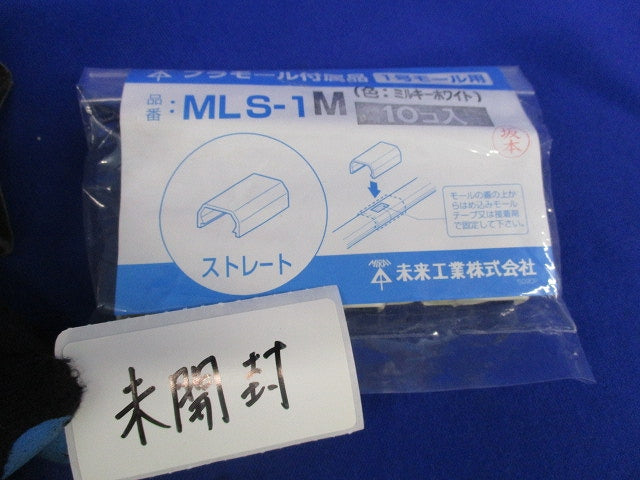 プラモール付属品 1号モール用
品番:MLS-1M (色:ミルキーホワイト)
10コ入
坂本
モールの蓋の上か
らはめ込みモール
テープ又は接着剤
で固定して下さい。
ストレート
MIRAI 未来工業株式会社
未開封